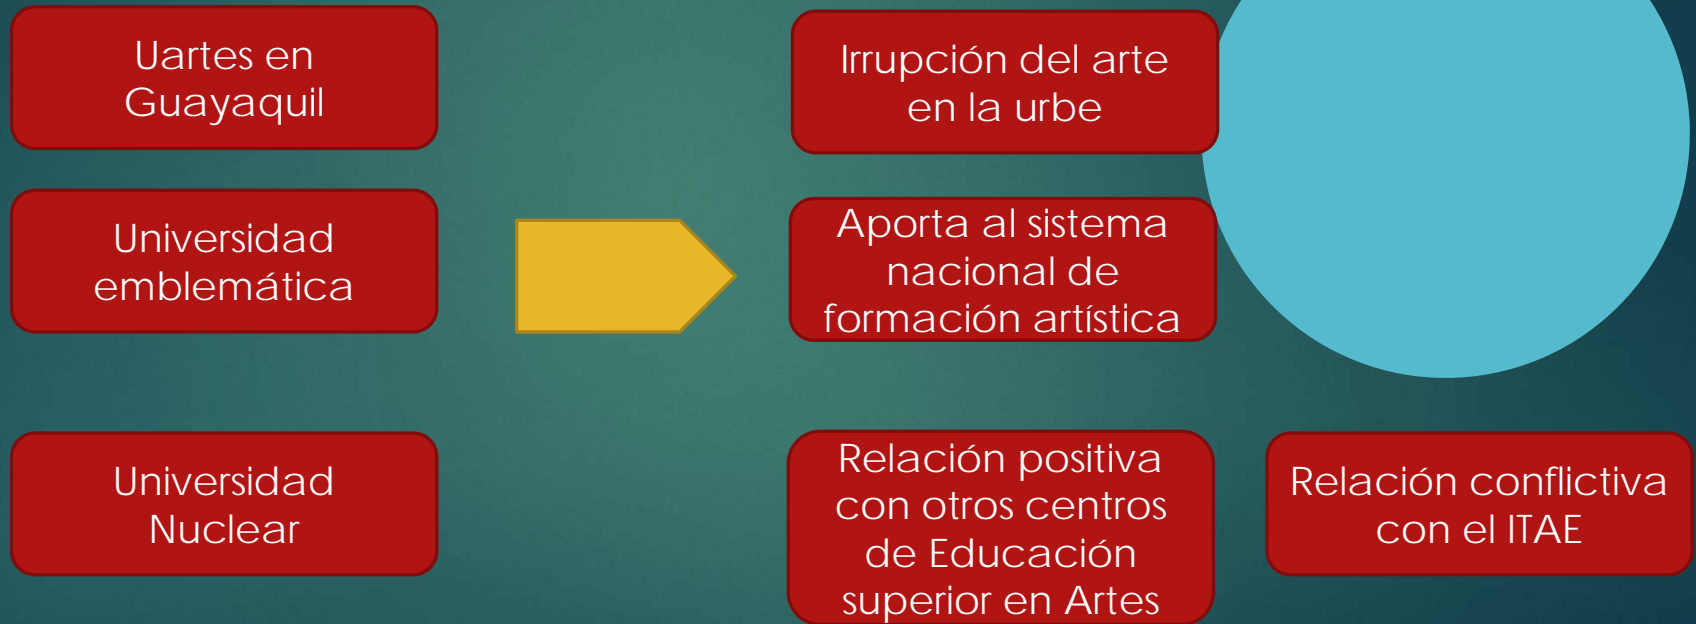 Uartes en
Guayaquil
Irrupción del arte
en la urbe
Universidad
emblemática
Aporta al sistema
nacional de
formación artística
Universidad
Nuclear
Relación positiva
con otros centros
de Educación
superior en Artes
Relación conflictiva
con el ITAE